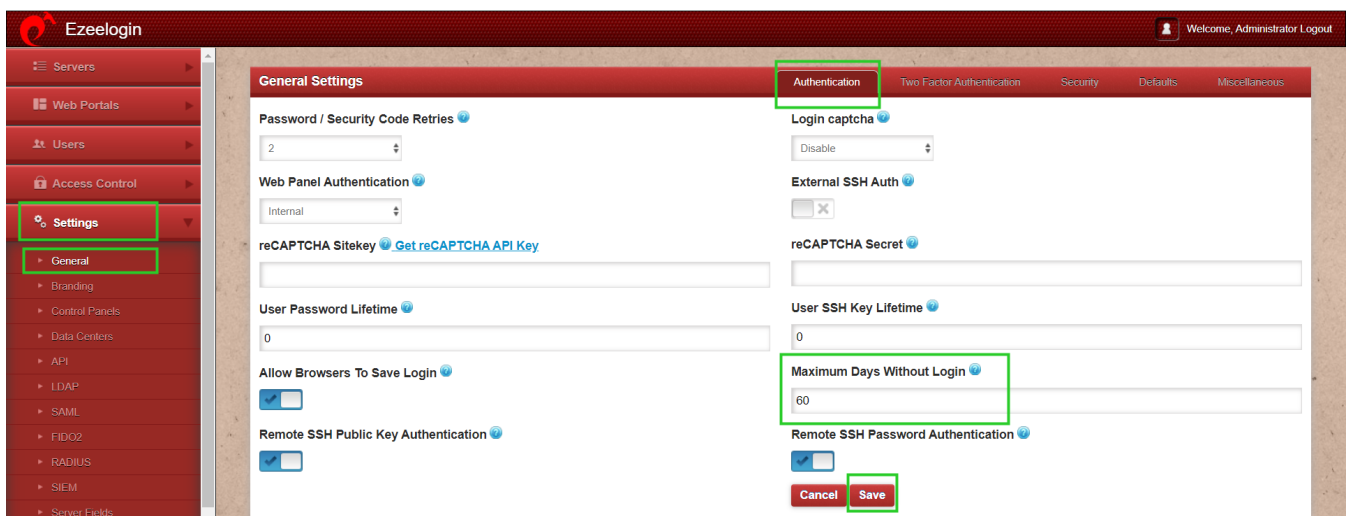 Ezeelogin
Welcome, Administrator Logout
Servers
Web Portals
Users
Access Control
Settings
General
Branding
Control Panels
Data Centers
API
LDAP
SAML
FIDO2
RADIUS
SIEM
Server Fields
General Settings
Authentication
Two Factor Authentication
Security
Defaults
Miscellaneous
Password / Security Code Retries
2
Login captcha
Disable
Web Panel Authentication
Internal
External SSH Auth
reCAPTCHA Sitekey Get reCAPTCHA API Key
reCAPTCHA Secret
User Password Lifetime
0
User SSH Key Lifetime
0
Allow Browsers To Save Login
Maximum Days Without Login
60
Remote SSH Public Key Authentication
Remote SSH Password Authentication
Cancel
Save